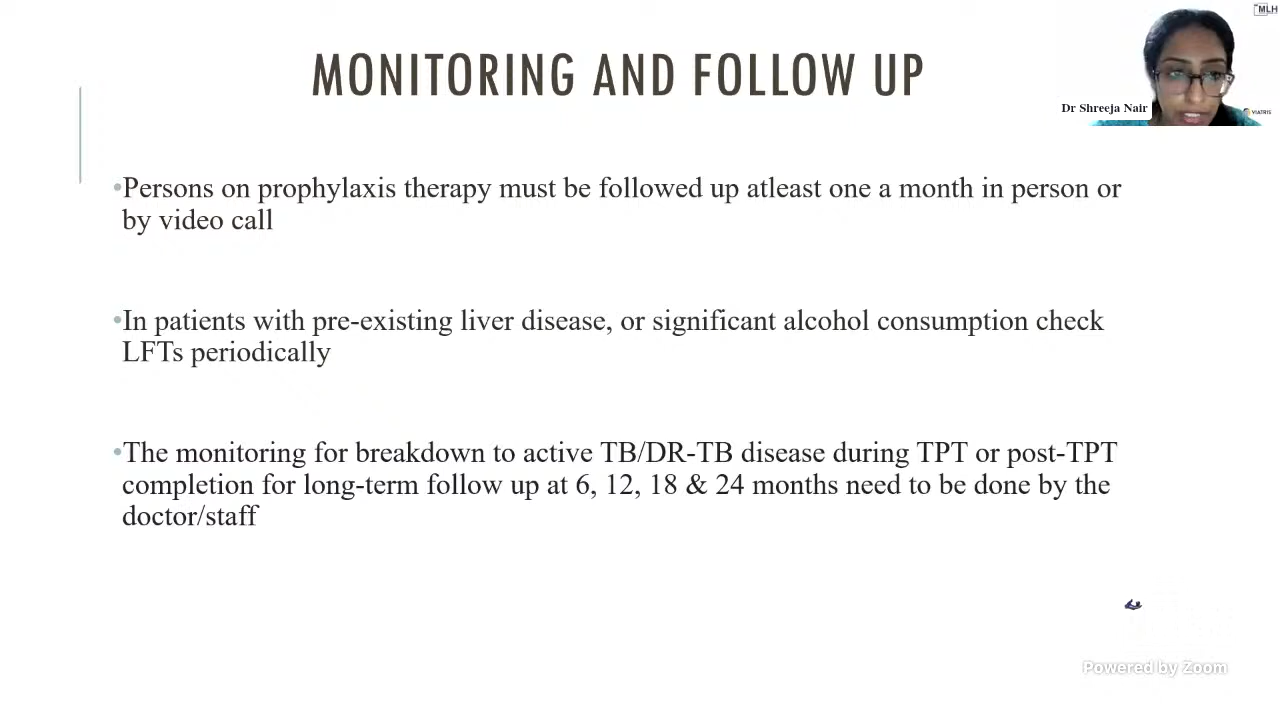 MLH
MONITORING AND FOLLOW UP
Dr Shreeja Nair
VIATRIS
•Persons on prophylaxis therapy must be followed up atleast one a month in person or
by video call
•In patients with pre-existing liver disease, or significant alcohol consumption check
LFTs periodically
•The monitoring for breakdown to active TB/DR-TB disease during TPT or post-TPT
completion for long-term follow up at 6, 12, 18 & 24 months need to be done by the
doctor/staff
Powered by Zoom